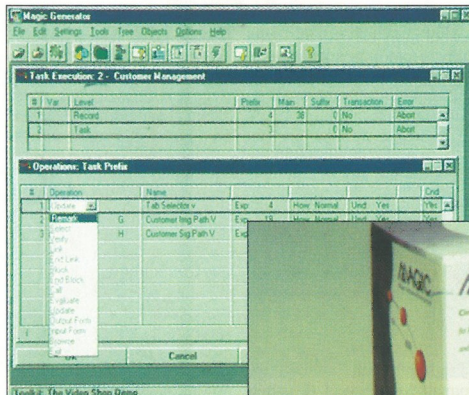 Magic Generator
File Edit Settings Tools Tree Objects Options Help
Task Execution: 2 - Customer Management
# Var Level Prefix Main Suffix Transaction Error
1 Record 4 38 0 No Abort
2 Task 3 0 No Abort
Operations: Task Prefix
# Operation Name Cnd
1 Update Tab Selector v Exp 4 How Normal Und Yes Yes
2 G Customer Img Path V Exp 19 How Normal Und Yes Yes
3 H Customer Sig Path V Exp
Remark
Select
Verify
Link
End Link
Block
End Block
Call
Evaluate
Update
Output Form
Input Form
Browse
Cancel
MAGIC
Toolkit: The Video Shop Demo